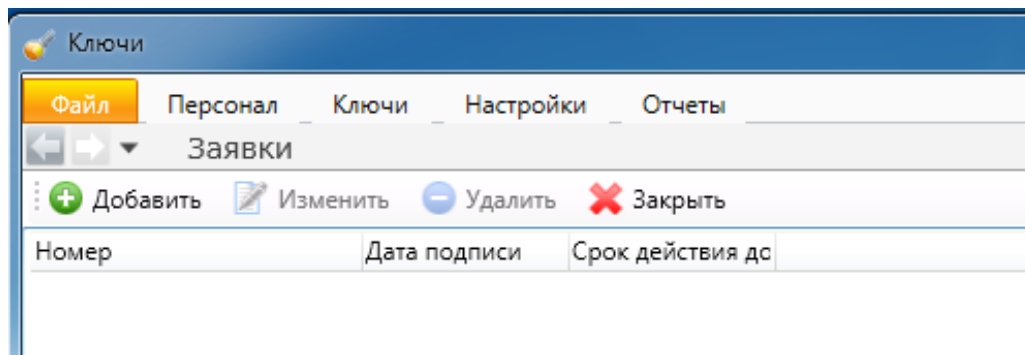 Ключи
Файл Персонал Ключи Настройки Отчеты
Заявки
Добавить Изменить Удалить Закрыть
Номер Дата подписи Срок действия до